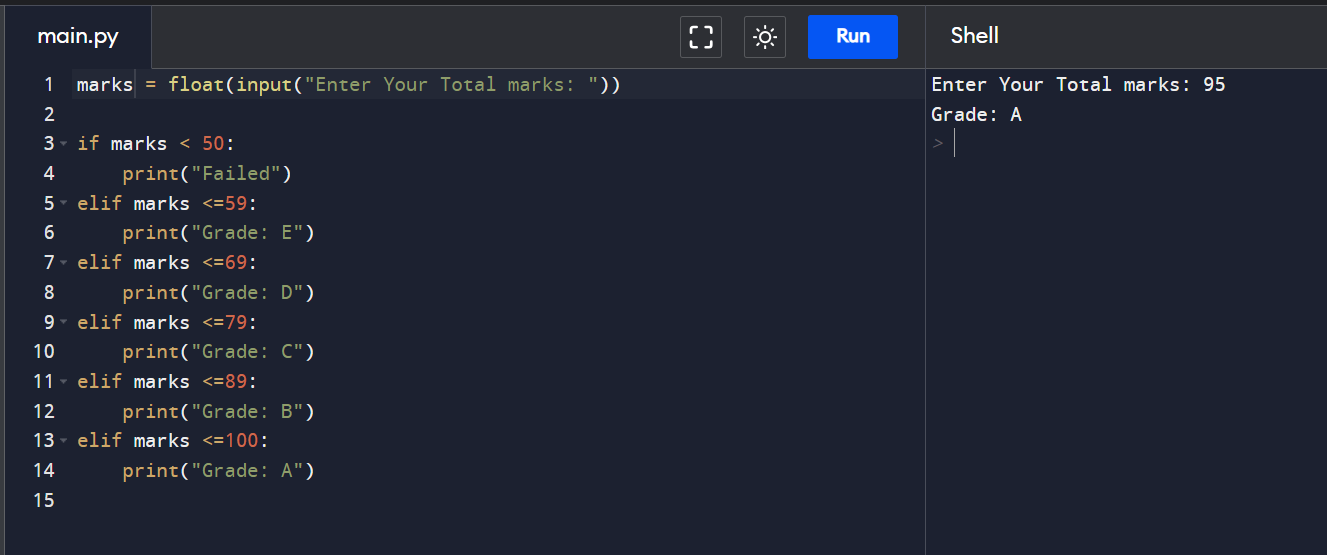 main.py
Run
Shell
1 marks = float(input("Enter Your Total marks: "))
2
3 if marks < 50:
4     print("Failed")
5 elif marks <=59:
6     print("Grade: E")
7 elif marks <=69:
8     print("Grade: D")
9 elif marks <=79:
10     print("Grade: C")
11 elif marks <=89:
12     print("Grade: B")
13 elif marks <=100:
14     print("Grade: A")
15
Enter Your Total marks: 95
Grade: A
>